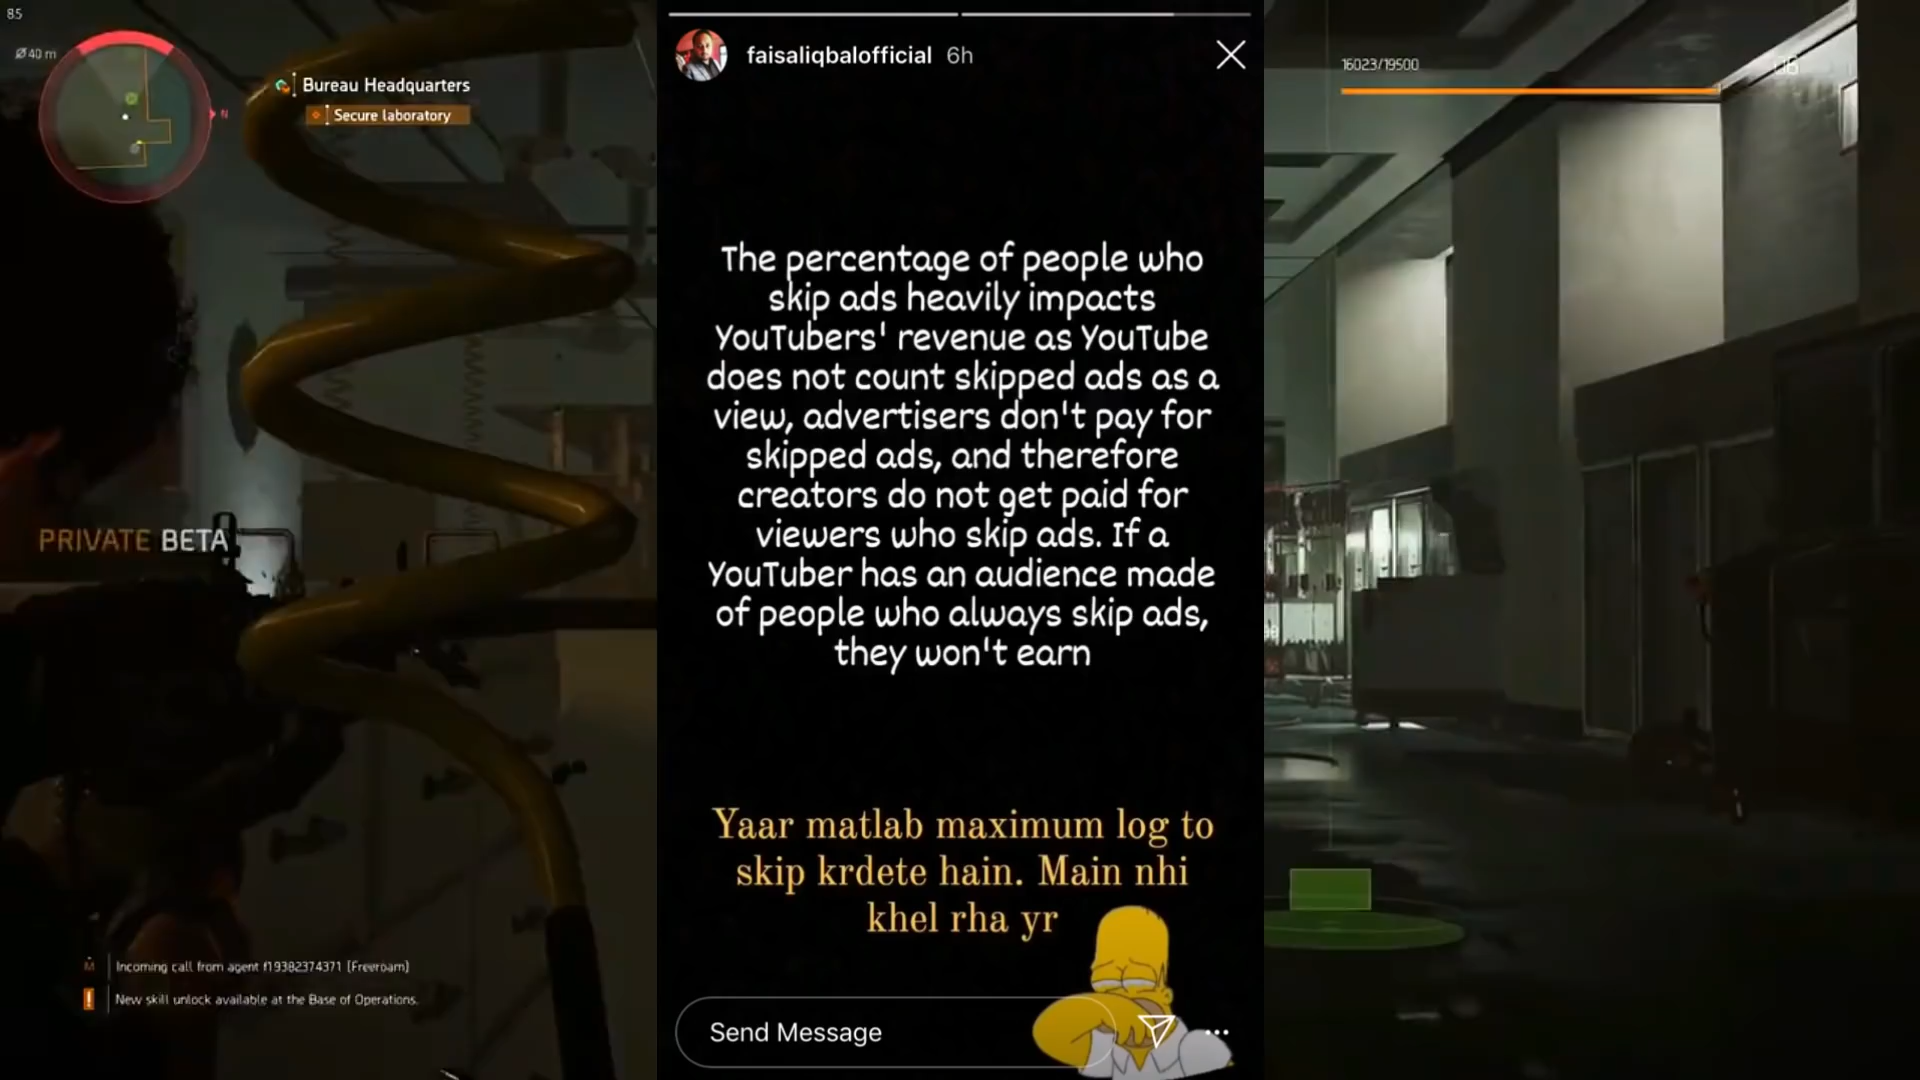 85
Ø 40 m
N
Bureau Headquarters
Secure laboratory
PRIVATE BETA
Incoming call from agent f19382374371 (Freeroam)
New skill unlock available at the Base of Operations.
faisaliqbalofficial 6h
The percentage of people who
skip ads heavily impacts
YouTubers' revenue as YouTube
does not count skipped ads as a
view, advertisers don't pay for
skipped ads, and therefore
creators do not get paid for
viewers who skip ads. If a
YouTuber has an audience made
of people who always skip ads,
they won't earn
Yaar matlab maximum log to
skip krdete hain. Main nhi
khel rha yr
Send Message
16023/19500